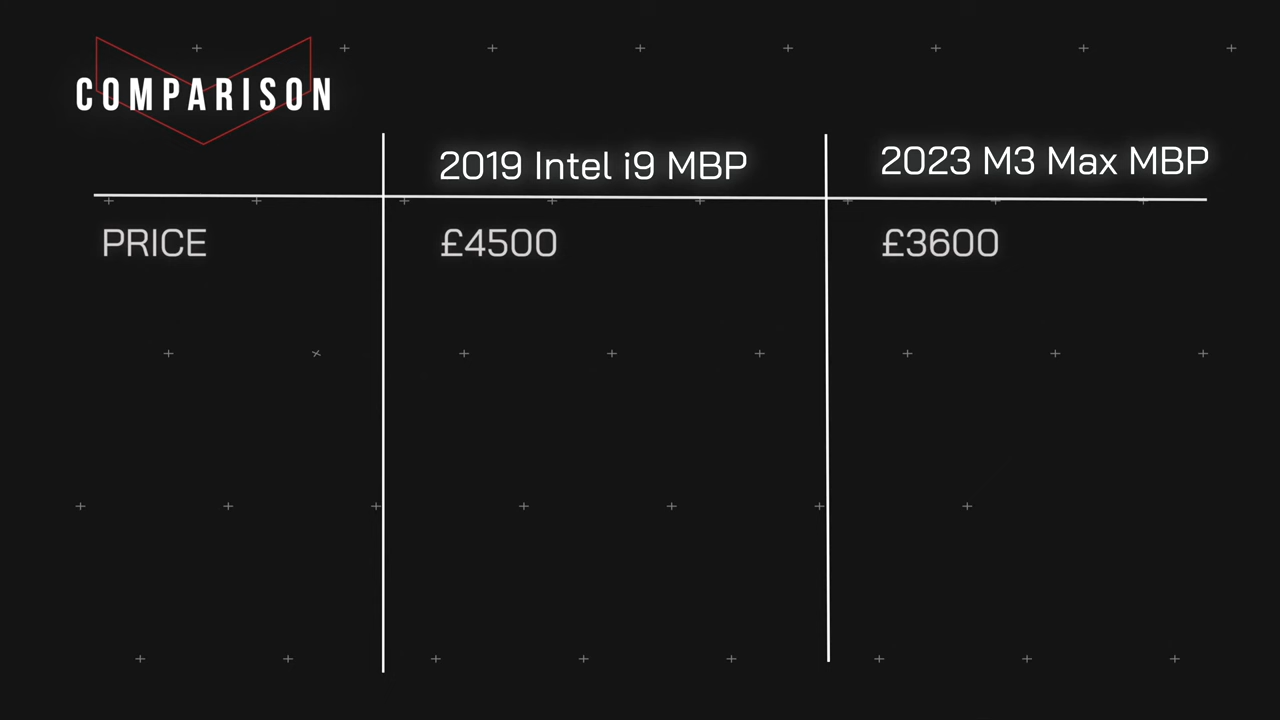 COMPARISON
2019 Intel i9 MBP
2023 M3 Max MBP
PRICE
£4500
£3600